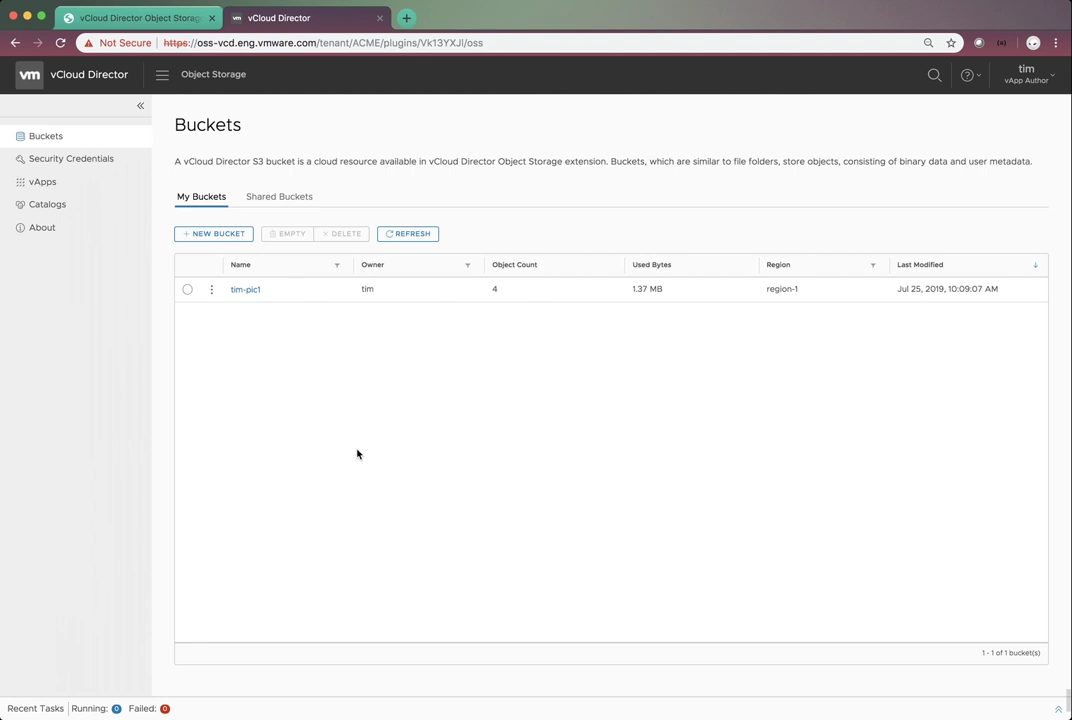 vCloud Director Object Storag
vCloud Director
Not Secure | https://oss-vcd.eng.vmware.com/tenant/ACME/plugins/Vk13YXJl/oss
vm vCloud Director
Object Storage
tim
vApp Author
Buckets
Security Credentials
vApps
Catalogs
About
Buckets
A vCloud Director S3 bucket is a cloud resource available in vCloud Director Object Storage extension. Buckets, which are similar to file folders, store objects, consisting of binary data and user metadata.
My Buckets Shared Buckets
+ NEW BUCKET EMPTY × DELETE REFRESH
Name Owner Object Count Used Bytes Region Last Modified
tim-pic1 tim 4 1.37 MB region-1 Jul 25, 2019, 10:09:07 AM
1 - 1 of 1 bucket(s)
Recent Tasks Running: 0 Failed: 0